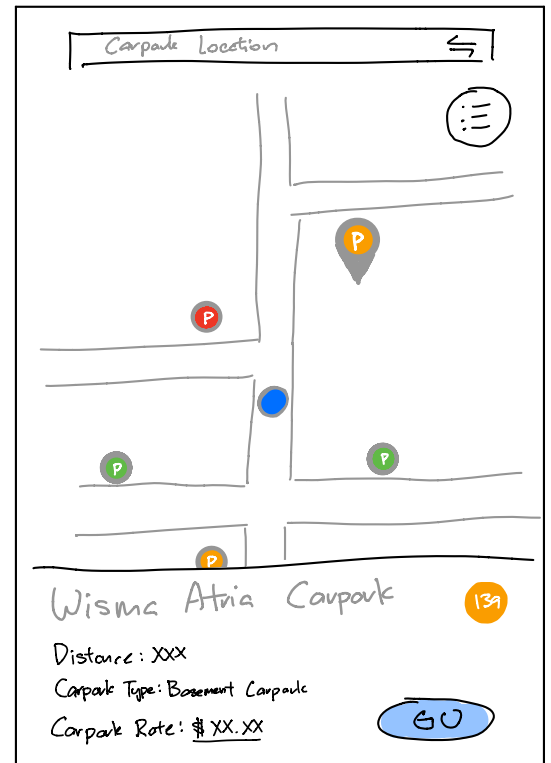 Carpark Location
P
P
P
P
P
Wisma Atria Carpark
139
Distance: XXX
Carpark Type: Basement Carpark
Carpark Rate: $ XX.XX
GO